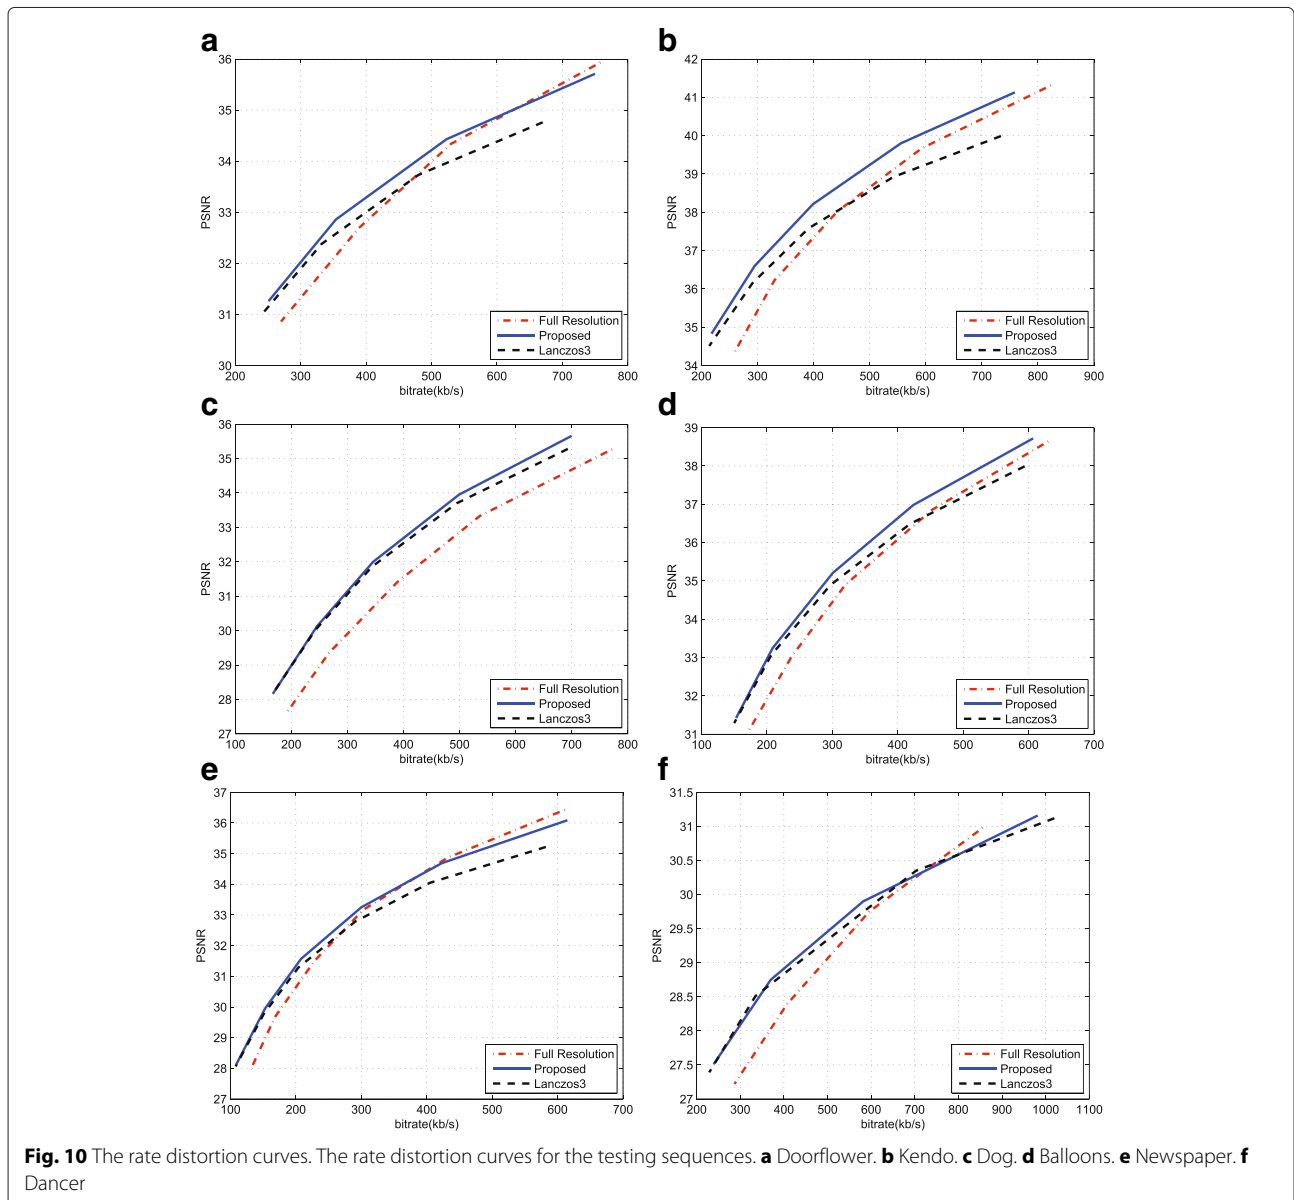 a
36
35
34
33
32
31
30
PSNR
200 300 400 500 600 700 800
bitrate(kb/s)
Full Resolution
Proposed
Lanczos3
b
42
41
40
39
38
37
36
35
34
PSNR
200 300 400 500 600 700 800 900
bitrate(kb/s)
Full Resolution
Proposed
Lanczos3
c
36
35
34
33
32
31
30
29
28
27
PSNR
100 200 300 400 500 600 700 800
bitrate(kb/s)
Full Resolution
Proposed
Lanczos3
d
39
38
37
36
35
34
33
32
31
PSNR
100 200 300 400 500 600 700
bitrate(kb/s)
Full Resolution
Proposed
Lanczos3
e
37
36
35
34
33
32
31
30
29
28
27
PSNR
100 200 300 400 500 600 700
bitrate(kb/s)
Full Resolution
Proposed
Lanczos3
f
31.5
31
30.5
30
29.5
29
28.5
28
27.5
27
PSNR
200 300 400 500 600 700 800 900 1000 1100
bitrate(kb/s)
Full Resolution
Proposed
Lanczos3
Fig. 10 The rate distortion curves. The rate distortion curves for the testing sequences. a Doorflower. b Kendo. c Dog. d Balloons. e Newspaper. f
Dancer